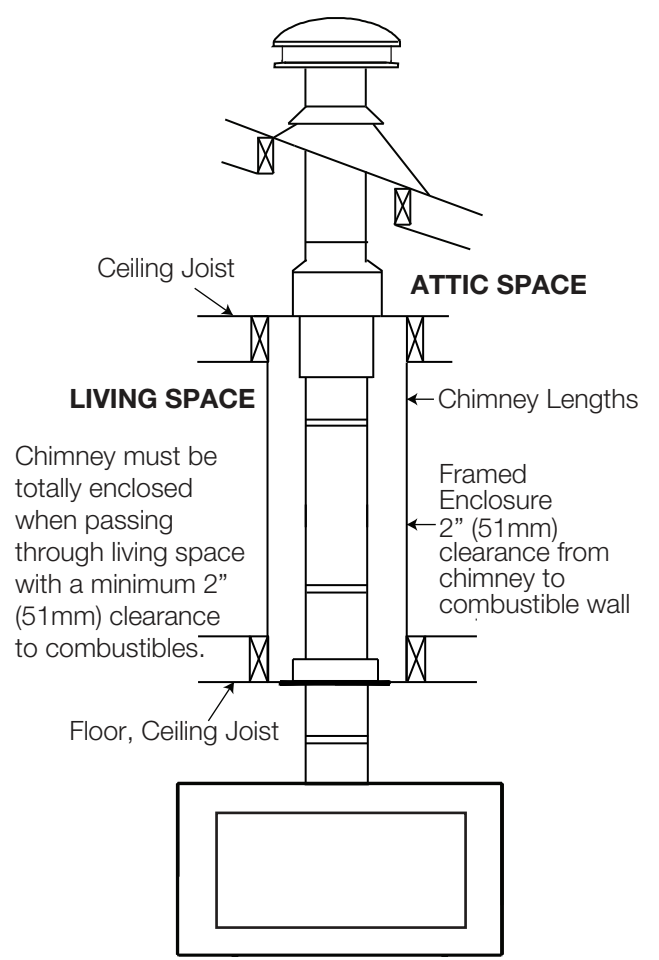 Ceiling Joist
ATTIC SPACE
LIVING SPACE
Chimney Lengths
Chimney must be
totally enclosed
when passing
through living space
with a minimum 2”
(51mm) clearance
to combustibles.
Framed
Enclosure
2” (51mm)
clearance from
chimney to
combustible wall
Floor, Ceiling Joist